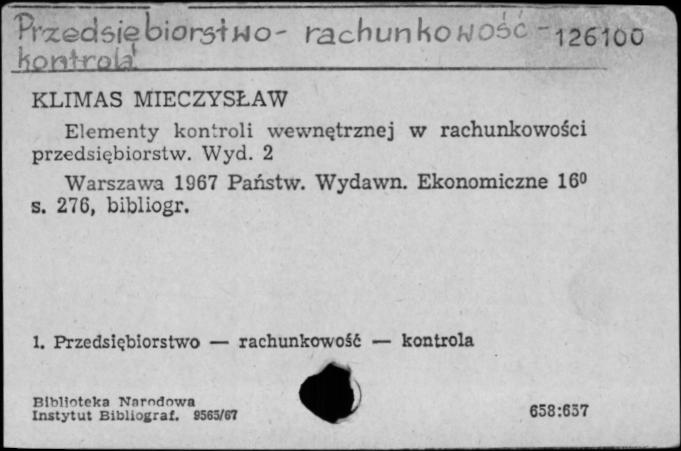 Przedsiębiorstwo - rachunkowość - 126100
kontrola
KLIMAS MIECZYSŁAW
Elementy kontroli wewnętrznej w rachunkowości
przedsiębiorstw. Wyd. 2
Warszawa 1967 Państw. Wydawn. Ekonomiczne 16⁰
s. 276, bibliogr.
1. Przedsiębiorstwo — rachunkowość — kontrola
Biblioteka Narodowa
Instytut Bibliograf. 9565/67
658:657